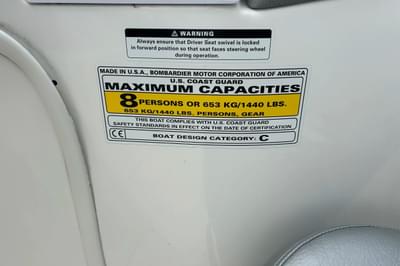 WARNING
Always ensure that Driver Seat swivel is locked
in forward position so that seat faces steering wheel
during operation.
MADE IN U.S.A., BOMBARDIER MOTOR CORPORATION OF AMERICA
U.S. COAST GUARD
MAXIMUM CAPACITIES
8 PERSONS OR 653 KG/1440 LBS.
653 KG/1440 LBS. PERSONS, GEAR
THIS BOAT COMPLIES WITH U.S. COAST GUARD
SAFETY STANDARDS IN EFFECT ON THE DATE OF CERTIFICATION
CE BOAT DESIGN CATEGORY: C